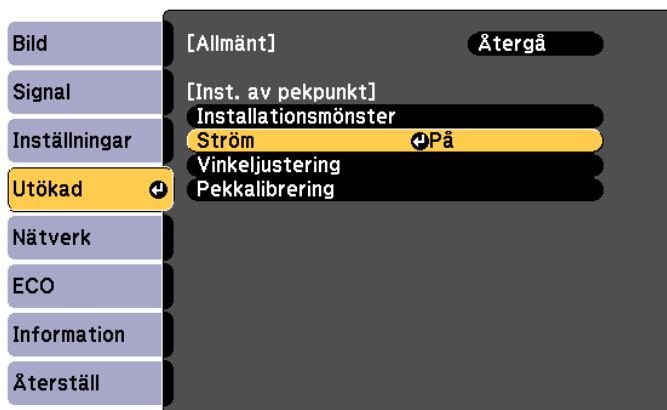 Bild
Signal
Inställningar
Utökad
Nätverk
ECO
Information
Återställ
[Allmänt] Återgå
[Inst. av pekpunkt]
Installationsmönster
Ström På
Vinkeljustering
Pekkalibrering